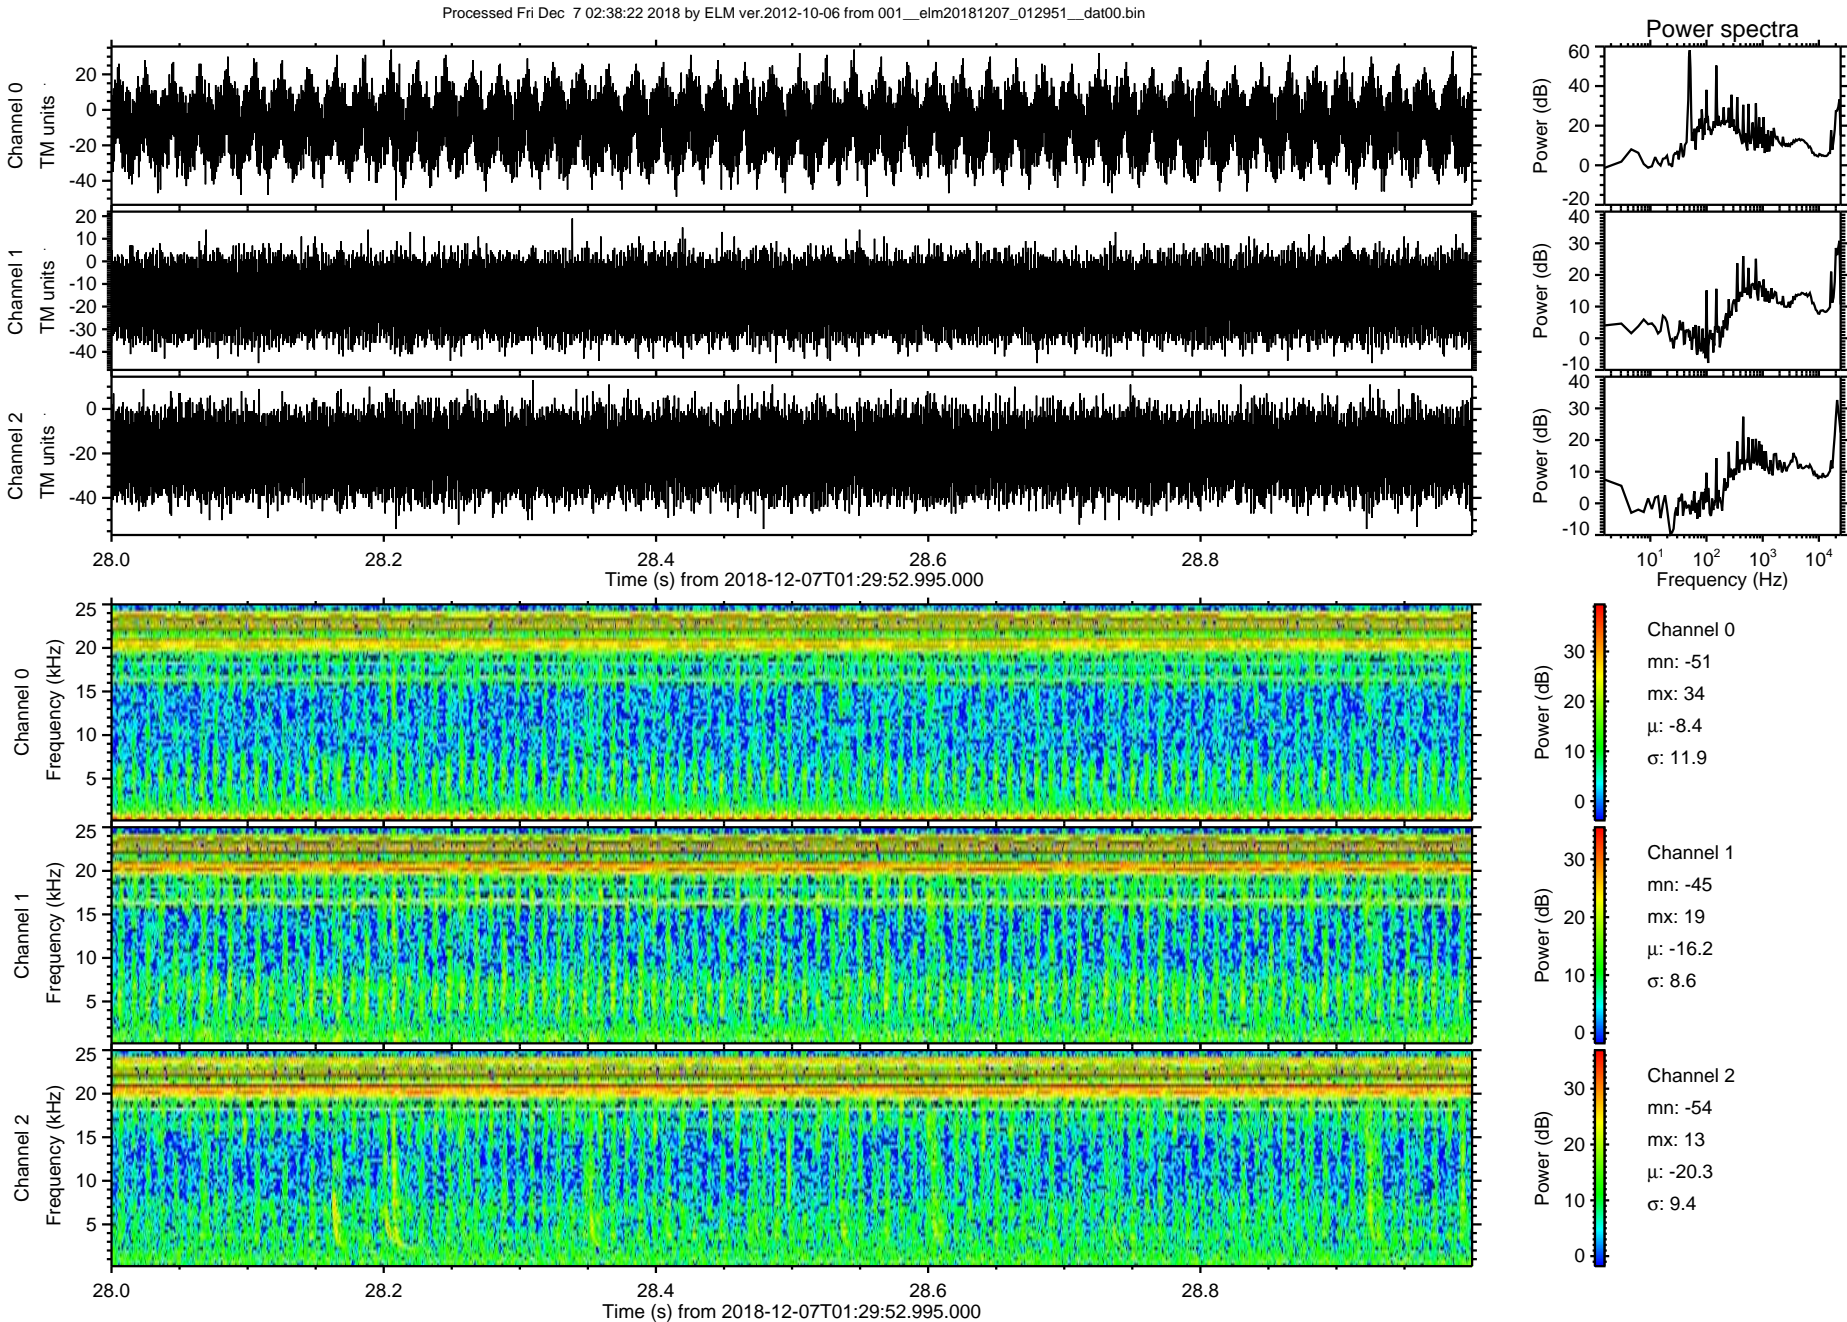 Processed Fri Dec 7 02:38:22 2018 by ELM ver.2012-10-06 from 001__elm20181207_012951__dat00.bin
Power spectra
Channel 0
TM units
20
0
-20
-40
Power (dB)
60
40
20
0
-20
Channel 1
TM units
20
10
0
-10
-20
-30
-40
Power (dB)
40
30
20
10
0
-10
Channel 2
TM units
0
-20
-40
Power (dB)
40
30
20
10
0
-10
28.0 28.2 28.4 28.6 28.8
Time (s) from 2018-12-07T01:29:52.995.000
10^1 10^2 10^3 10^4
Frequency (Hz)
Channel 0
Frequency (kHz)
25
20
15
10
5
Power (dB)
30
20
10
0
Channel 0
mn: -51
mx: 34
μ: -8.4
σ: 11.9
Channel 1
Frequency (kHz)
25
20
15
10
5
Power (dB)
30
20
10
0
Channel 1
mn: -45
mx: 19
μ: -16.2
σ: 8.6
Channel 2
Frequency (kHz)
25
20
15
10
5
Power (dB)
30
20
10
0
Channel 2
mn: -54
mx: 13
μ: -20.3
σ: 9.4
28.0 28.2 28.4 28.6 28.8
Time (s) from 2018-12-07T01:29:52.995.000